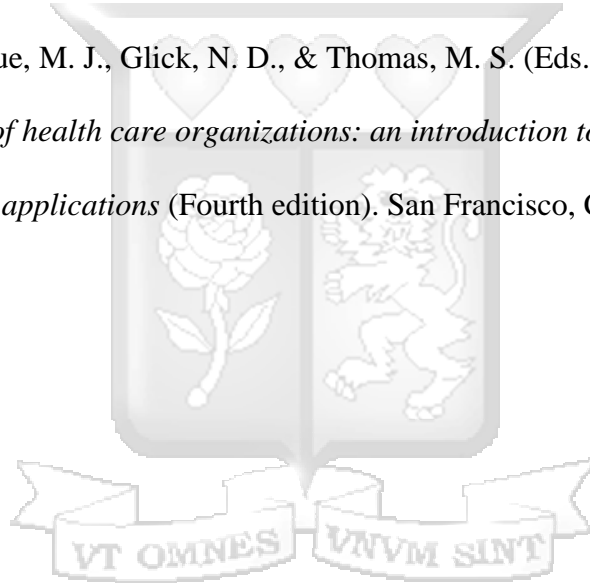 ue, M. J., Glick, N. D., & Thomas, M. S. (Eds.
of health care organizations: an introduction to
applications (Fourth edition). San Francisco, C
VT OMNES VNVM SINT